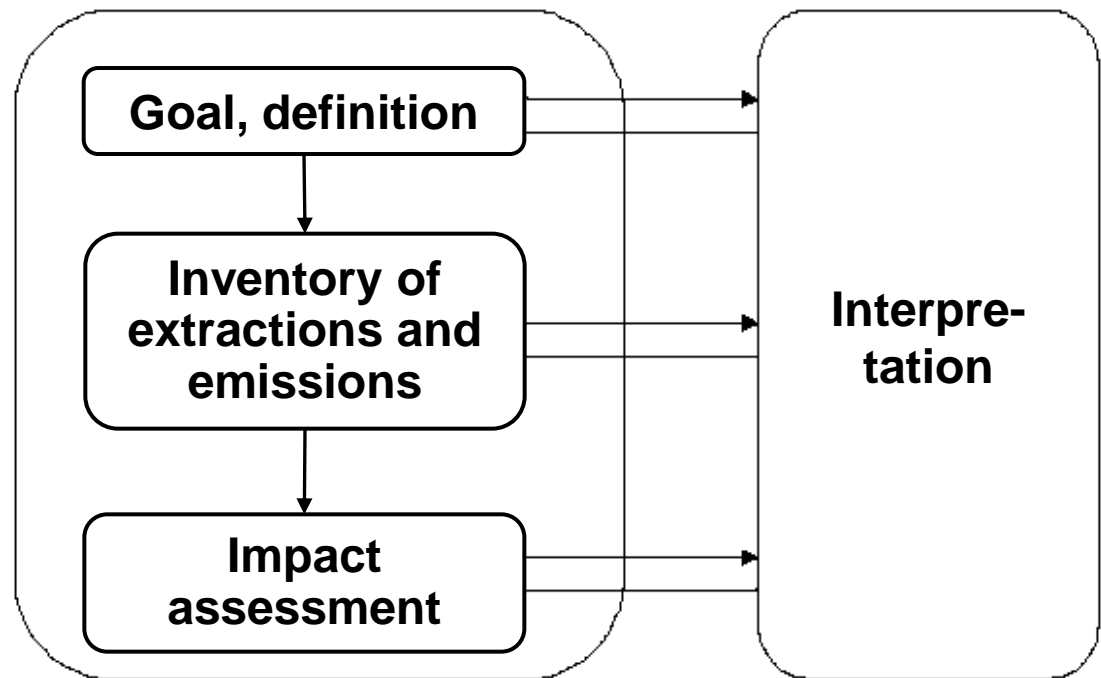 Goal, definition
Inventory of
extractions and
emissions
Impact
assessment
Interpre-
tation